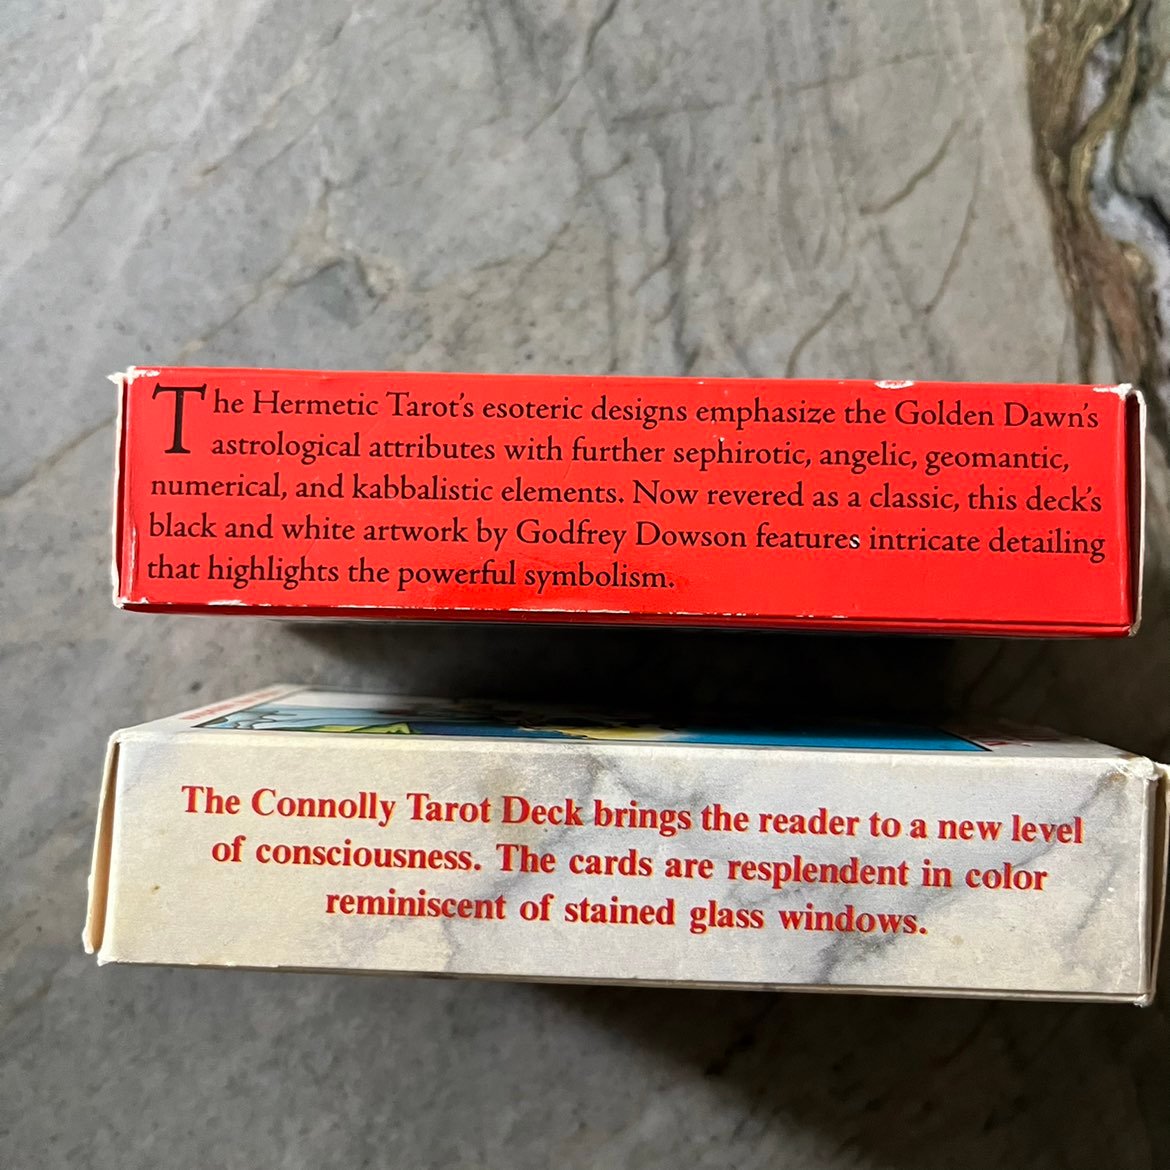 The Hermetic Tarot's esoteric designs emphasize the Golden Dawn's
astrological attributes with further sephirotic, angelic, geomantic,
numerical, and kabbalistic elements. Now revered as a classic, this deck's
black and white artwork by Godfrey Dowson features intricate detailing
that highlights the powerful symbolism.
The Connolly Tarot Deck brings the reader to a new level
of consciousness. The cards are resplendent in color
reminiscent of stained glass windows.